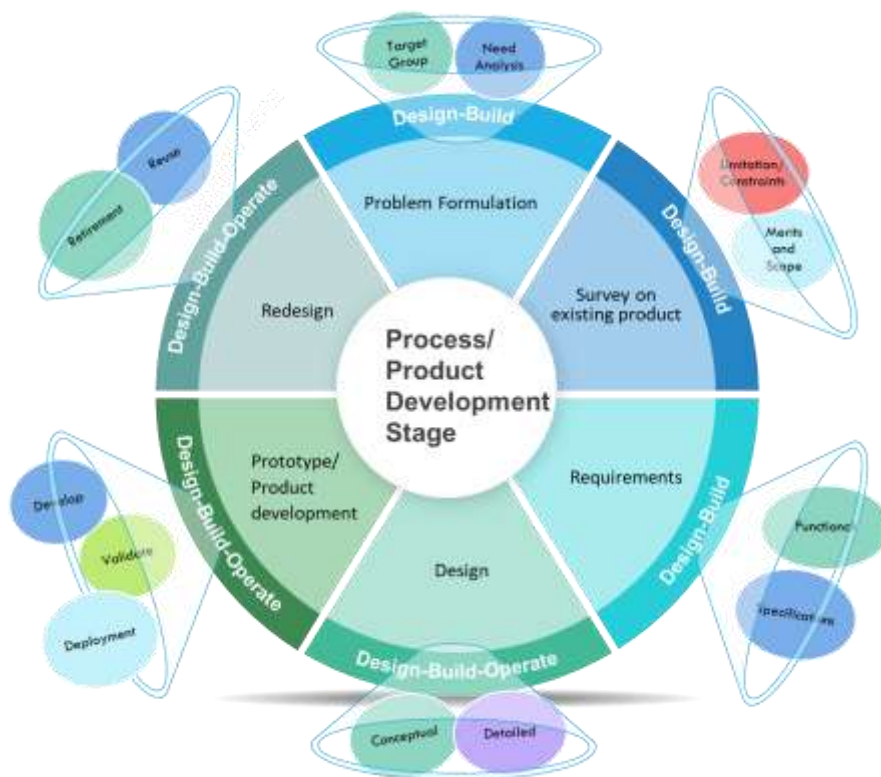 Target
Group
Need
Analysis
Design-Build
Problem Formulation
Limitation/
Constraints
Merits
and
Scope
Design-Build
Survey on
existing product
Functional
Specifications
Design-Build
Requirements
Conceptual
Detailed
Design-Build-Operate
Design
Develop
Validate
Deployment
Design-Build-Operate
Prototype/
Product
development
Reuse
Retirement
Design-Build-Operate
Redesign
Process/
Product
Development
Stage